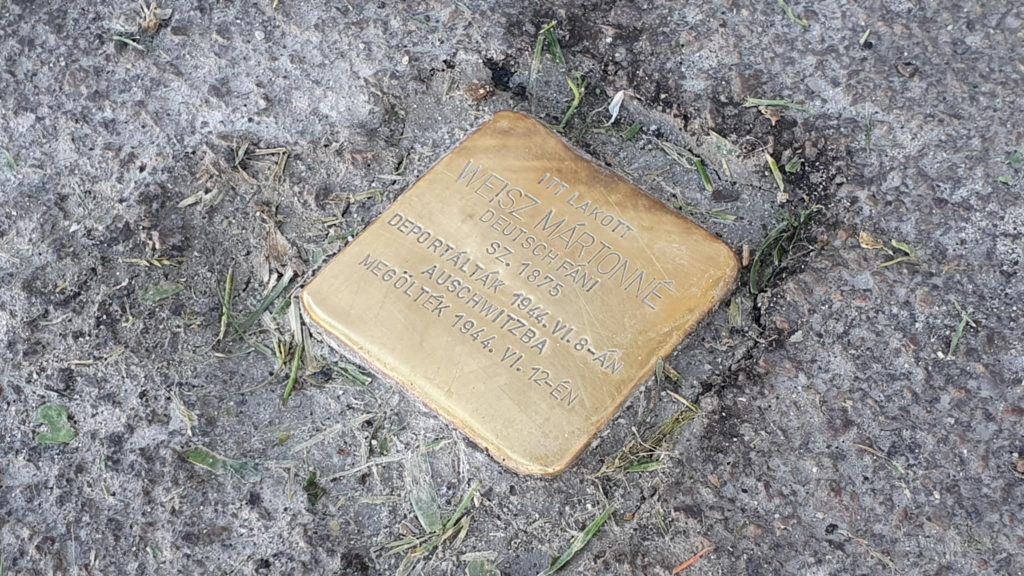 ITT LAKOTT
WEISZ MÁRTONNÉ
DEUTSCH FÁNI
SZ. 1875
DEPORTÁLTÁK 1944. VI. 8-ÁN
AUSCHWITZBA
MEGÖLTÉK 1944. VI. 12-ÉN